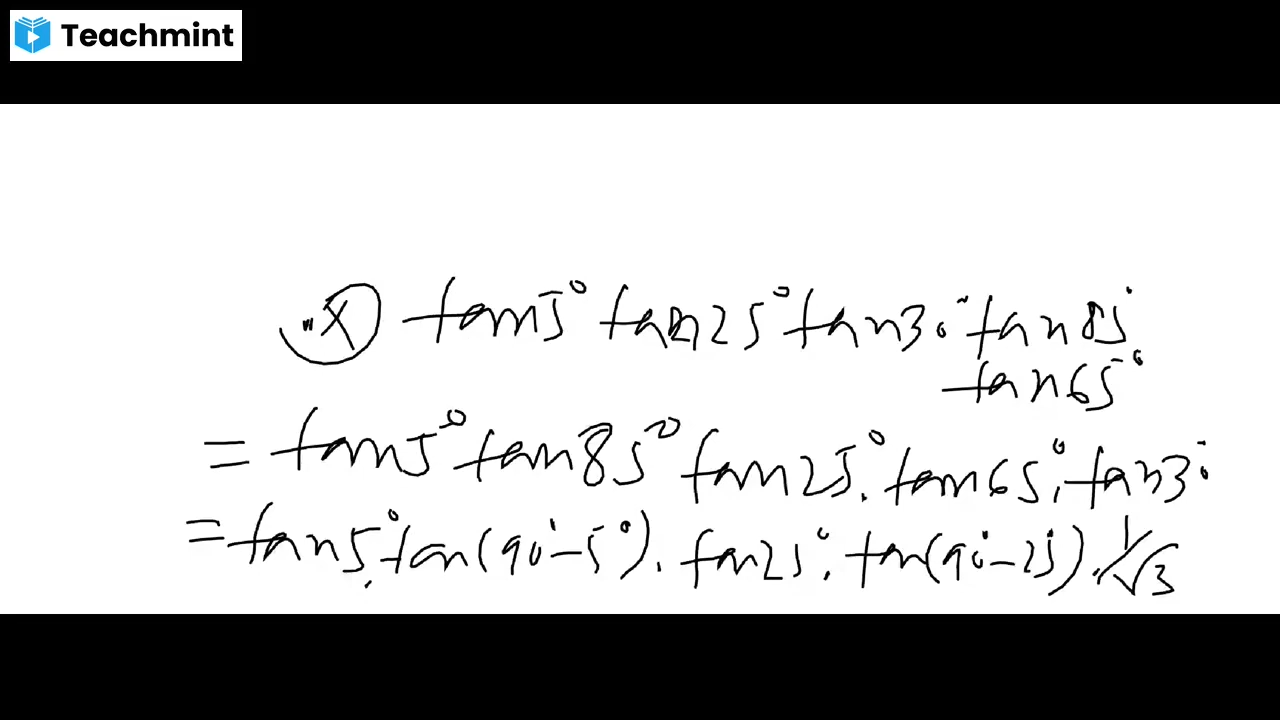 Teachmint
"X tan5° tan25° tan30° tan85°
tan65°
= tan5° tan85° tan25°. tan65°. tan30
= tan5°. tan(90°-5°). tan25°. tan(90°-25). 1/√3